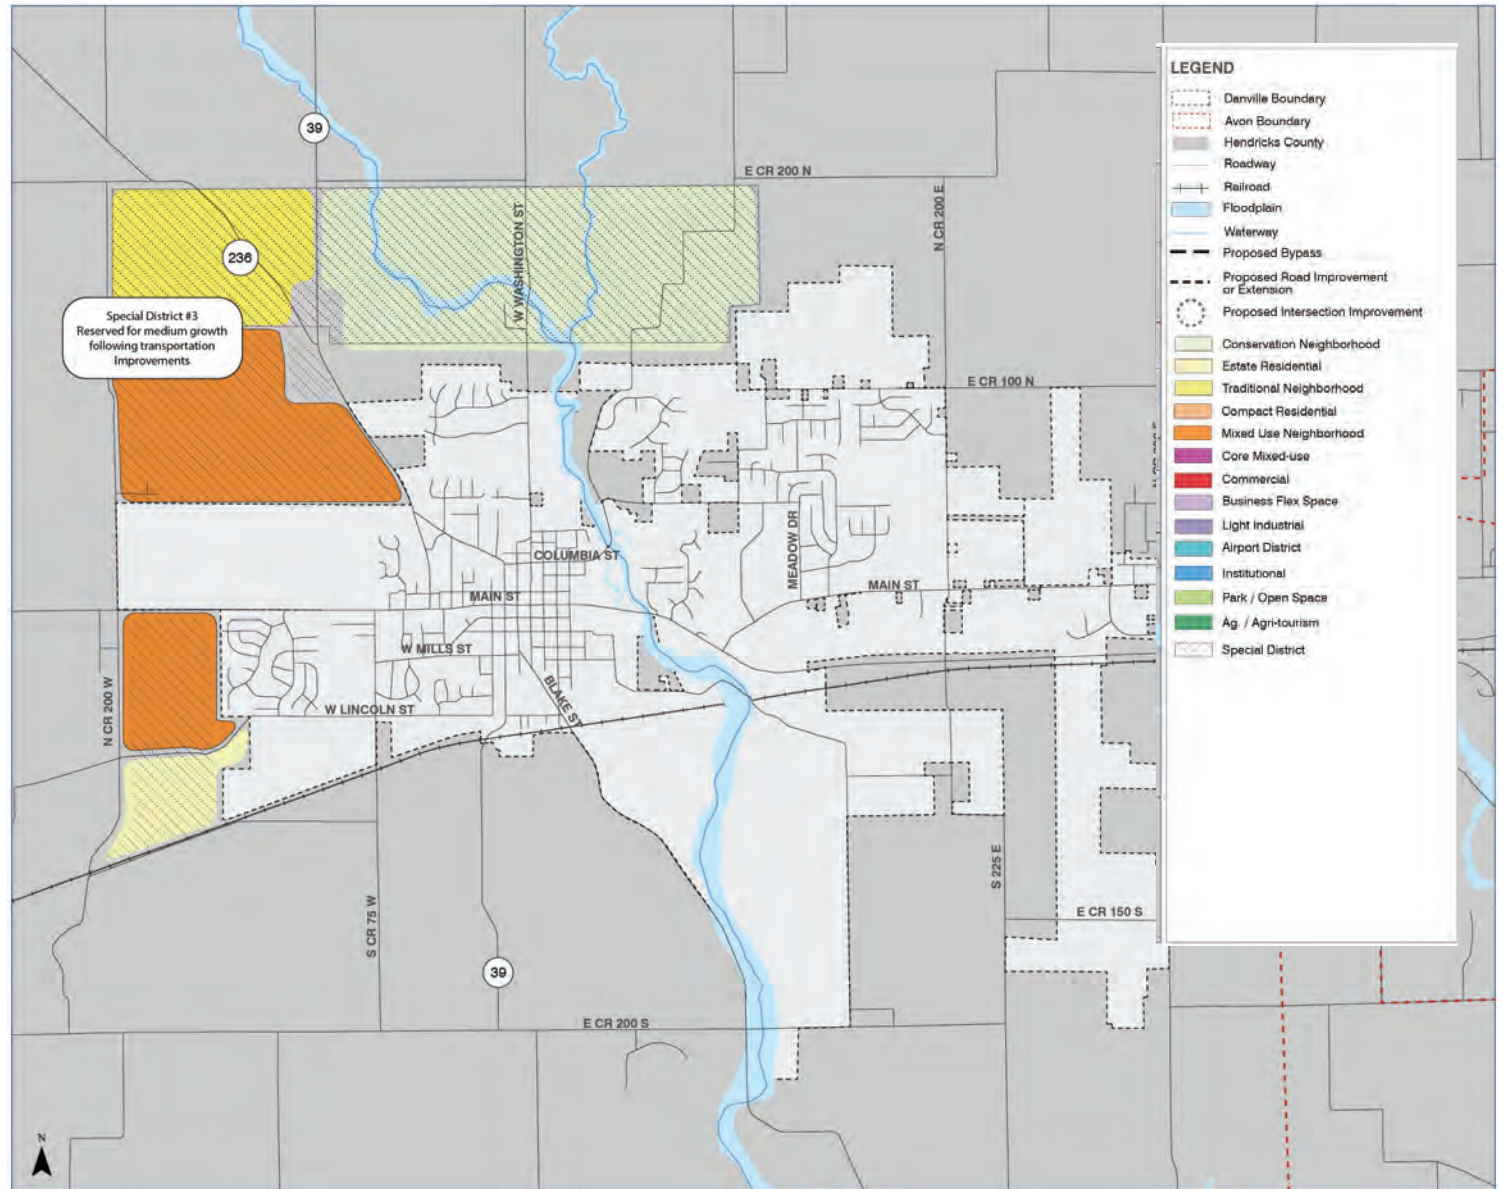 39
E CR 200 N
W WASHINGTON ST
N CR 200 E
236
Special District #3
Reserved for medium growth
following transportation
Improvements
E CR 100 N
COLUMBIA ST
MEADOW DR
MAIN ST
MAIN ST
W MILLS ST
BLAKE ST
W LINCOLN ST
N CR 200 W
S 225 E
S CR 75 W
E CR 150 S
39
E CR 200 S
N
LEGEND
Danville Boundary
Avon Boundary
Hendricks County
Roadway
Railroad
Floodplain
Waterway
Proposed Bypass
Proposed Road Improvement
or Extension
Proposed Intersection Improvement
Conservation Neighborhood
Estate Residential
Traditional Neighborhood
Compact Residential
Mixed Use Neighborhood
Core Mixed-use
Commercial
Business Flex Space
Light Industrial
Airport District
Institutional
Park / Open Space
Ag. / Agri-tourism
Special District